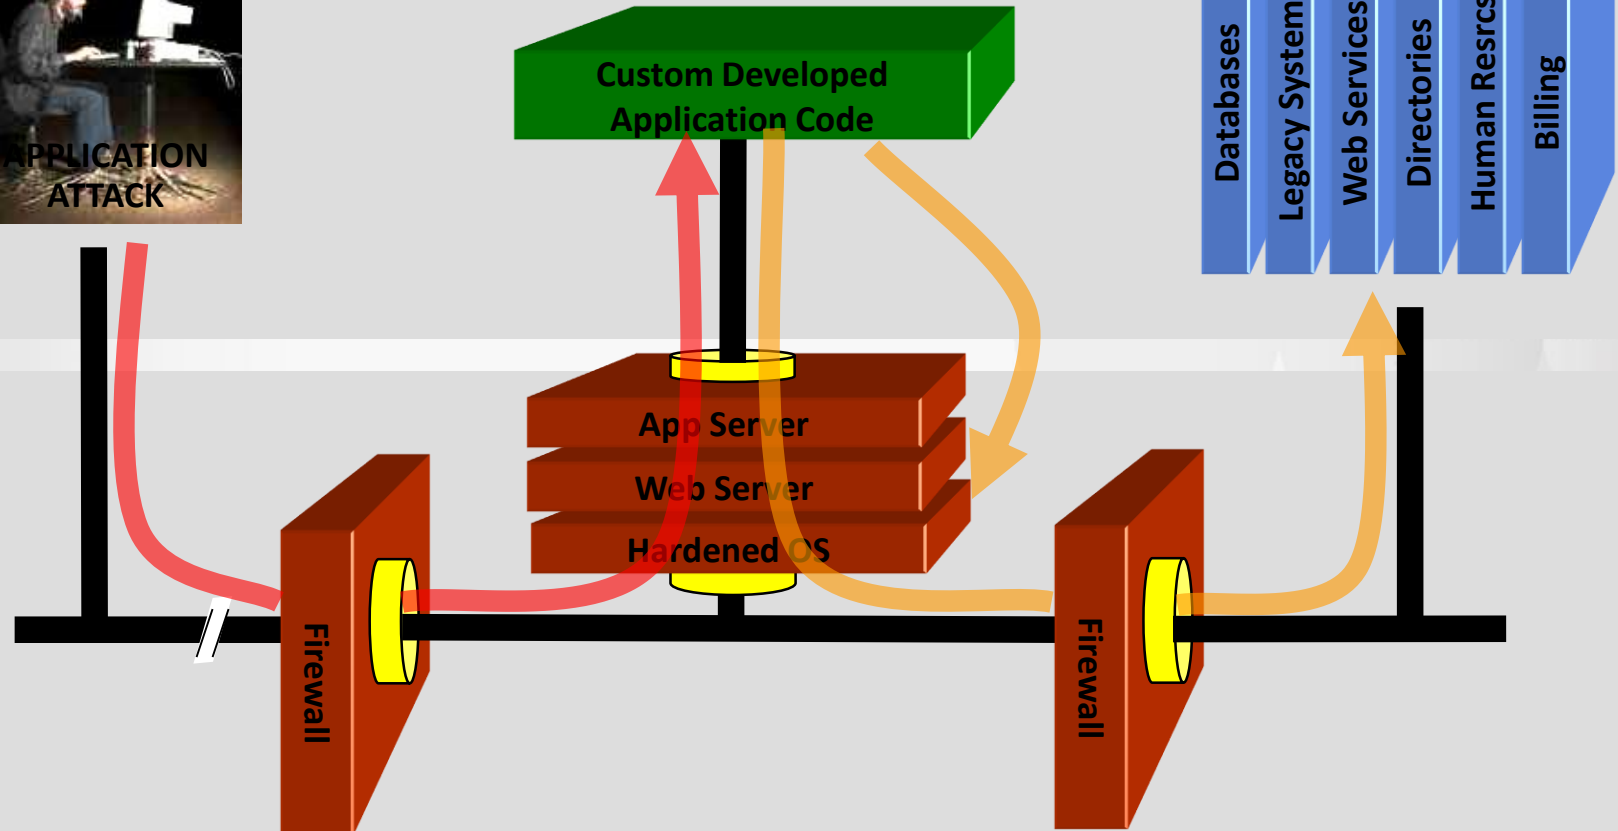 APPLICATION
ATTACK
Custom Developed
Application Code
Databases
Legacy System
Web Services
Directories
Human Resrcs
Billing
App Server
Web Server
Hardened OS
Firewall
Firewall